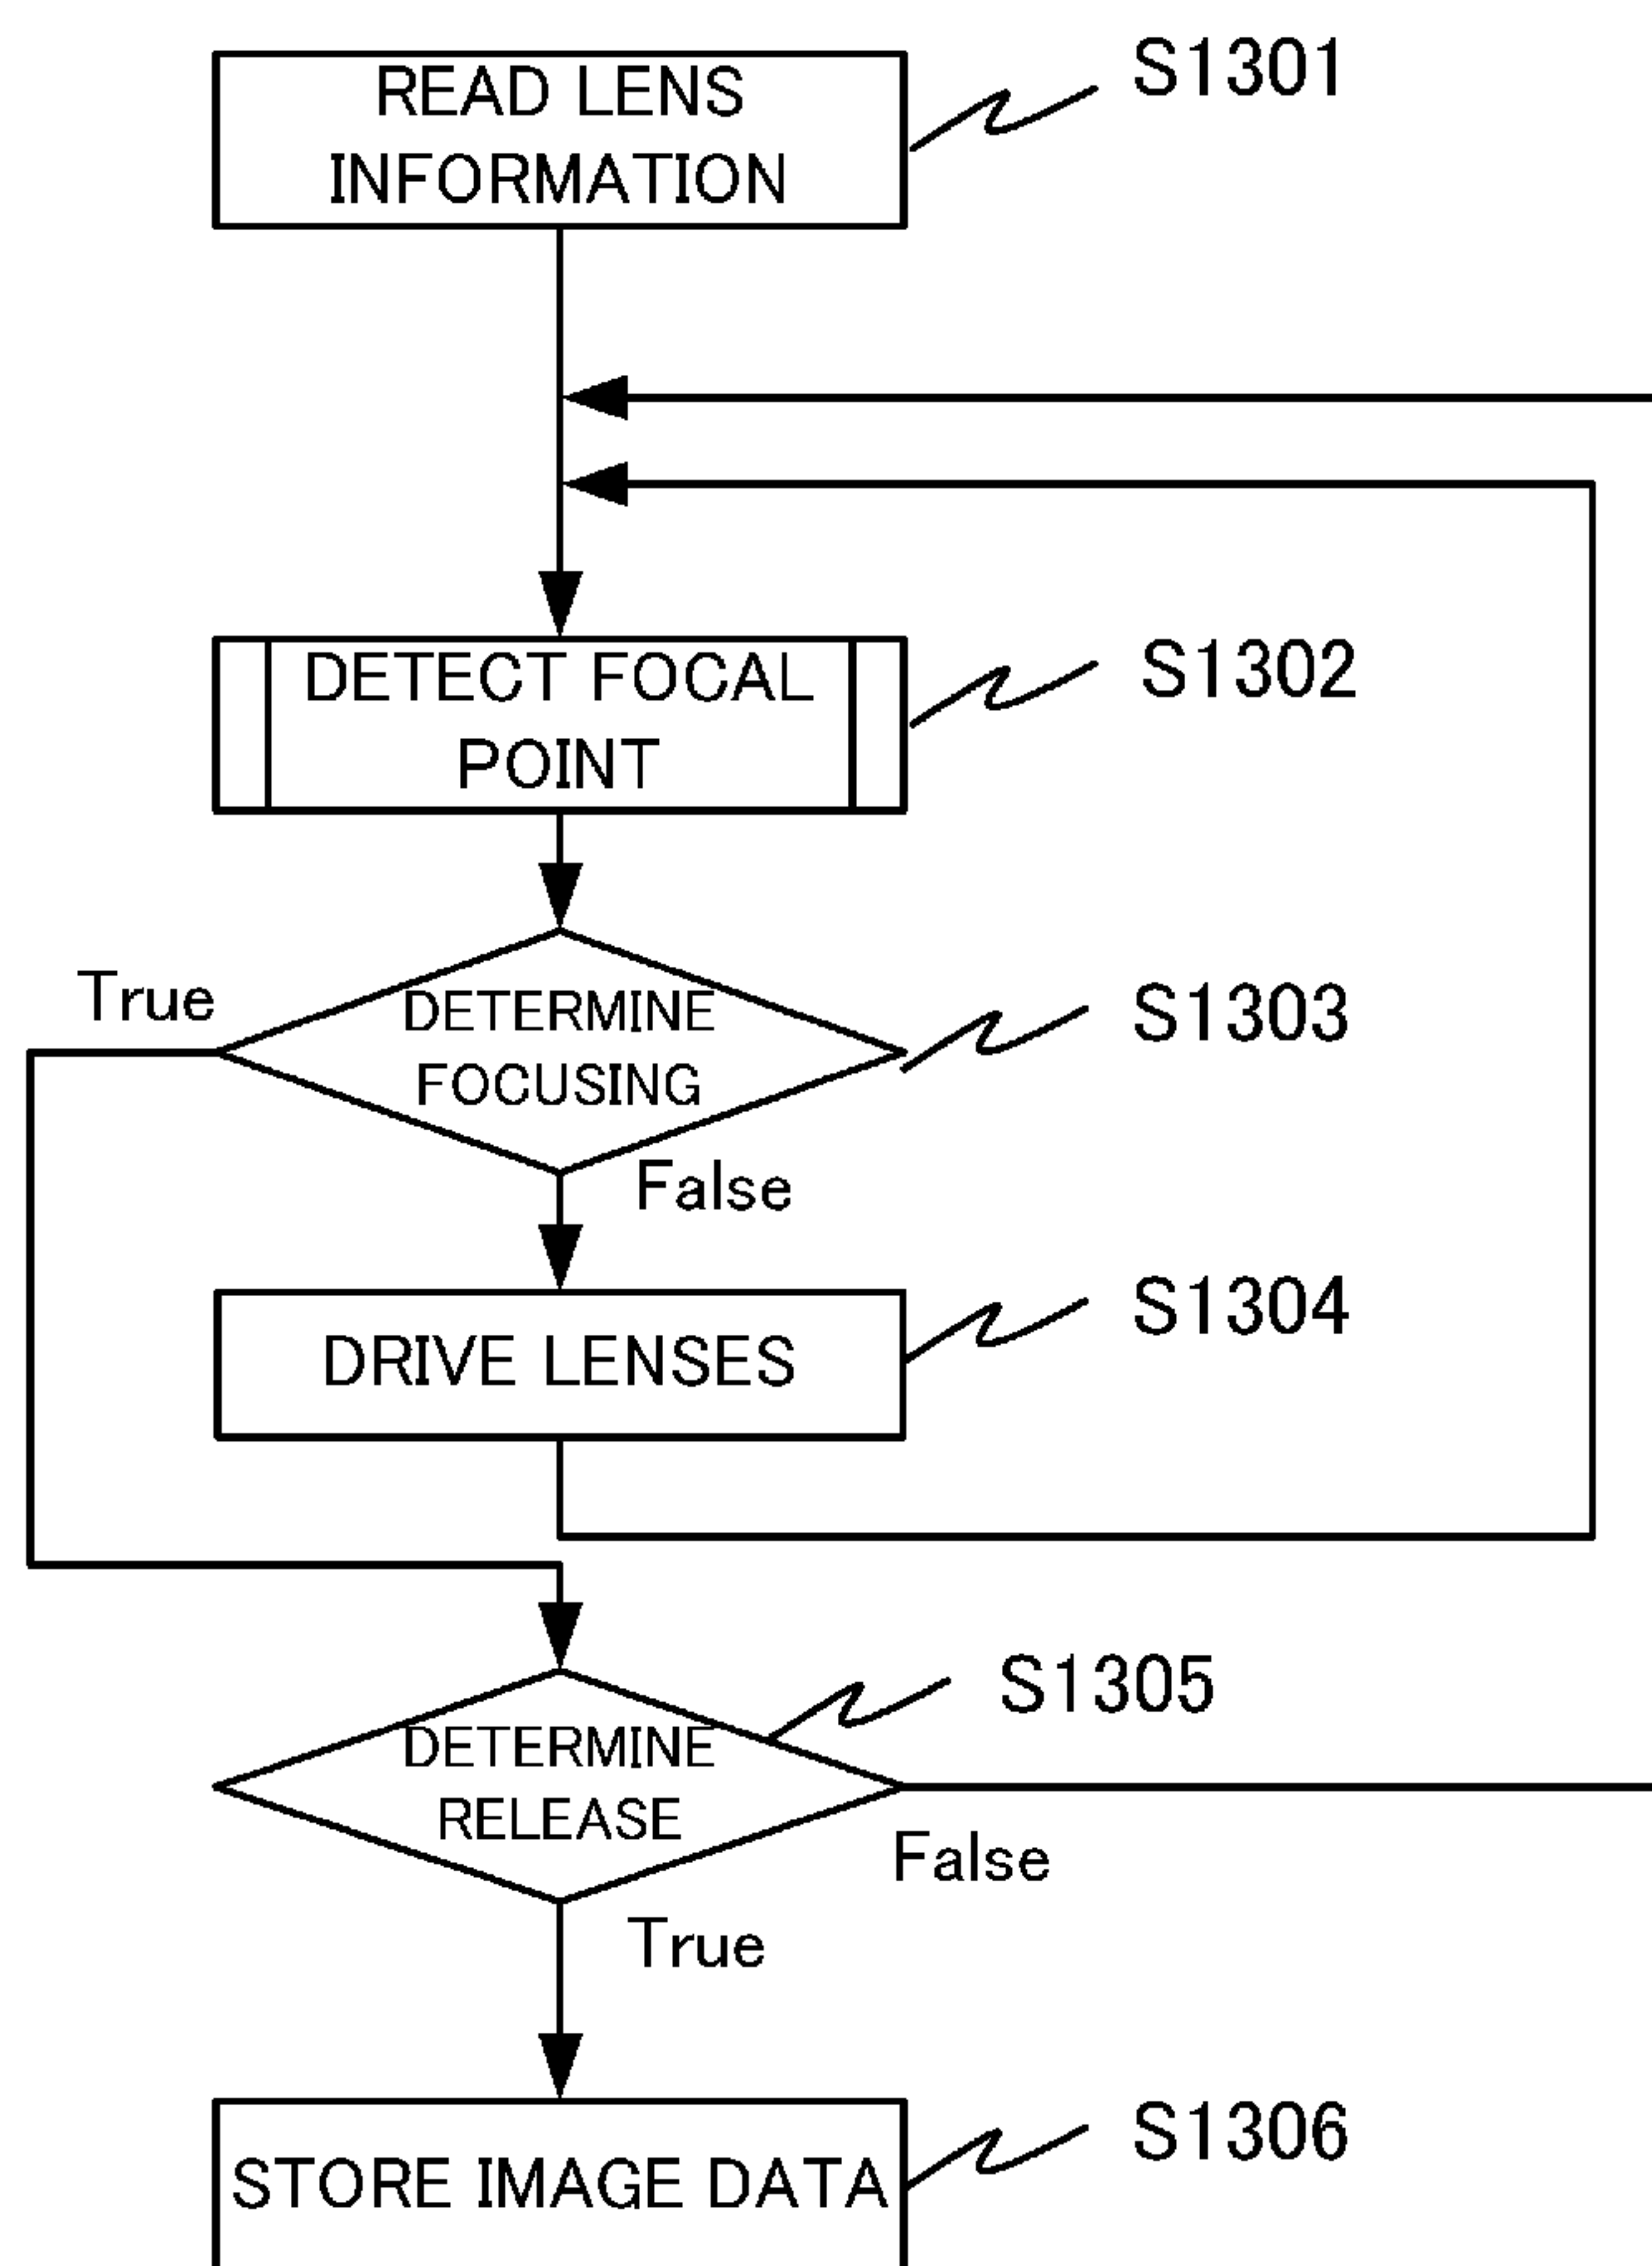 READ LENS
INFORMATION
S1301
DETECT FOCAL
POINT
S1302
True
DETERMINE
FOCUSING
S1303
False
DRIVE LENSES
S1304
DETERMINE
RELEASE
S1305
False
True
STORE IMAGE DATA
S1306